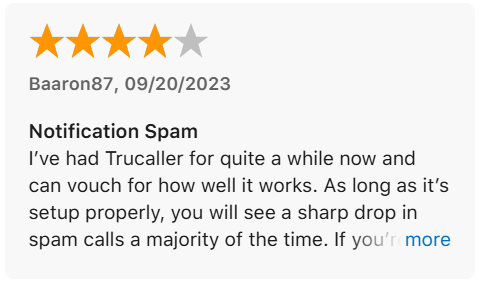 Baaron87, 09/20/2023
Notification Spam
I’ve had Trucaller for quite a while now and
can vouch for how well it works. As long as it’s
setup properly, you will see a sharp drop in
spam calls a majority of the time. If you’re more